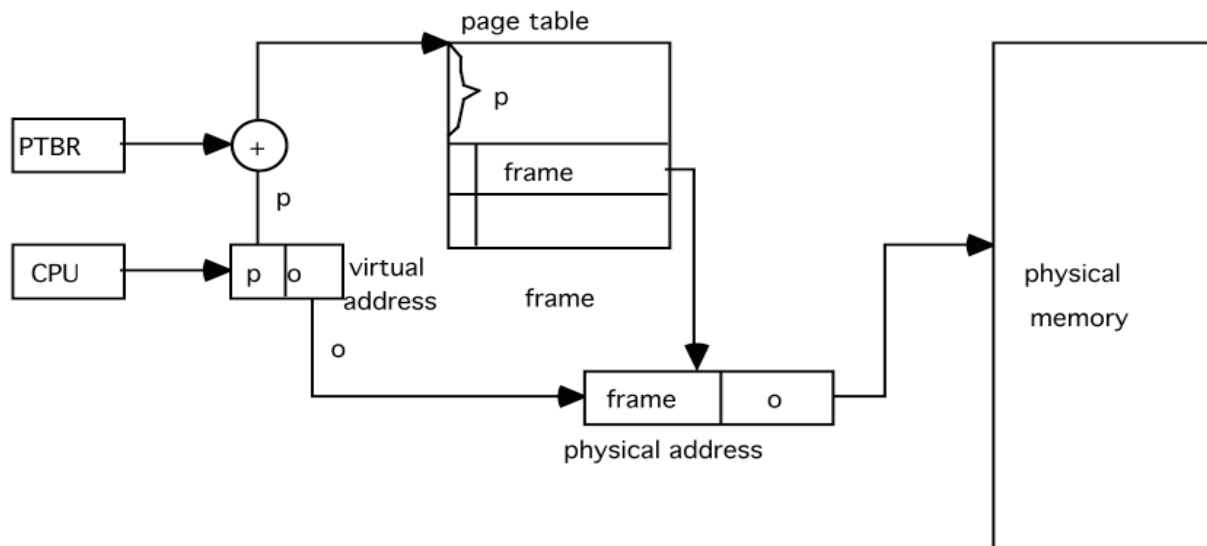 page table
p
PTBR
+
frame
p
CPU
p o
virtual
address
frame
physical
memory
o
frame o
physical address